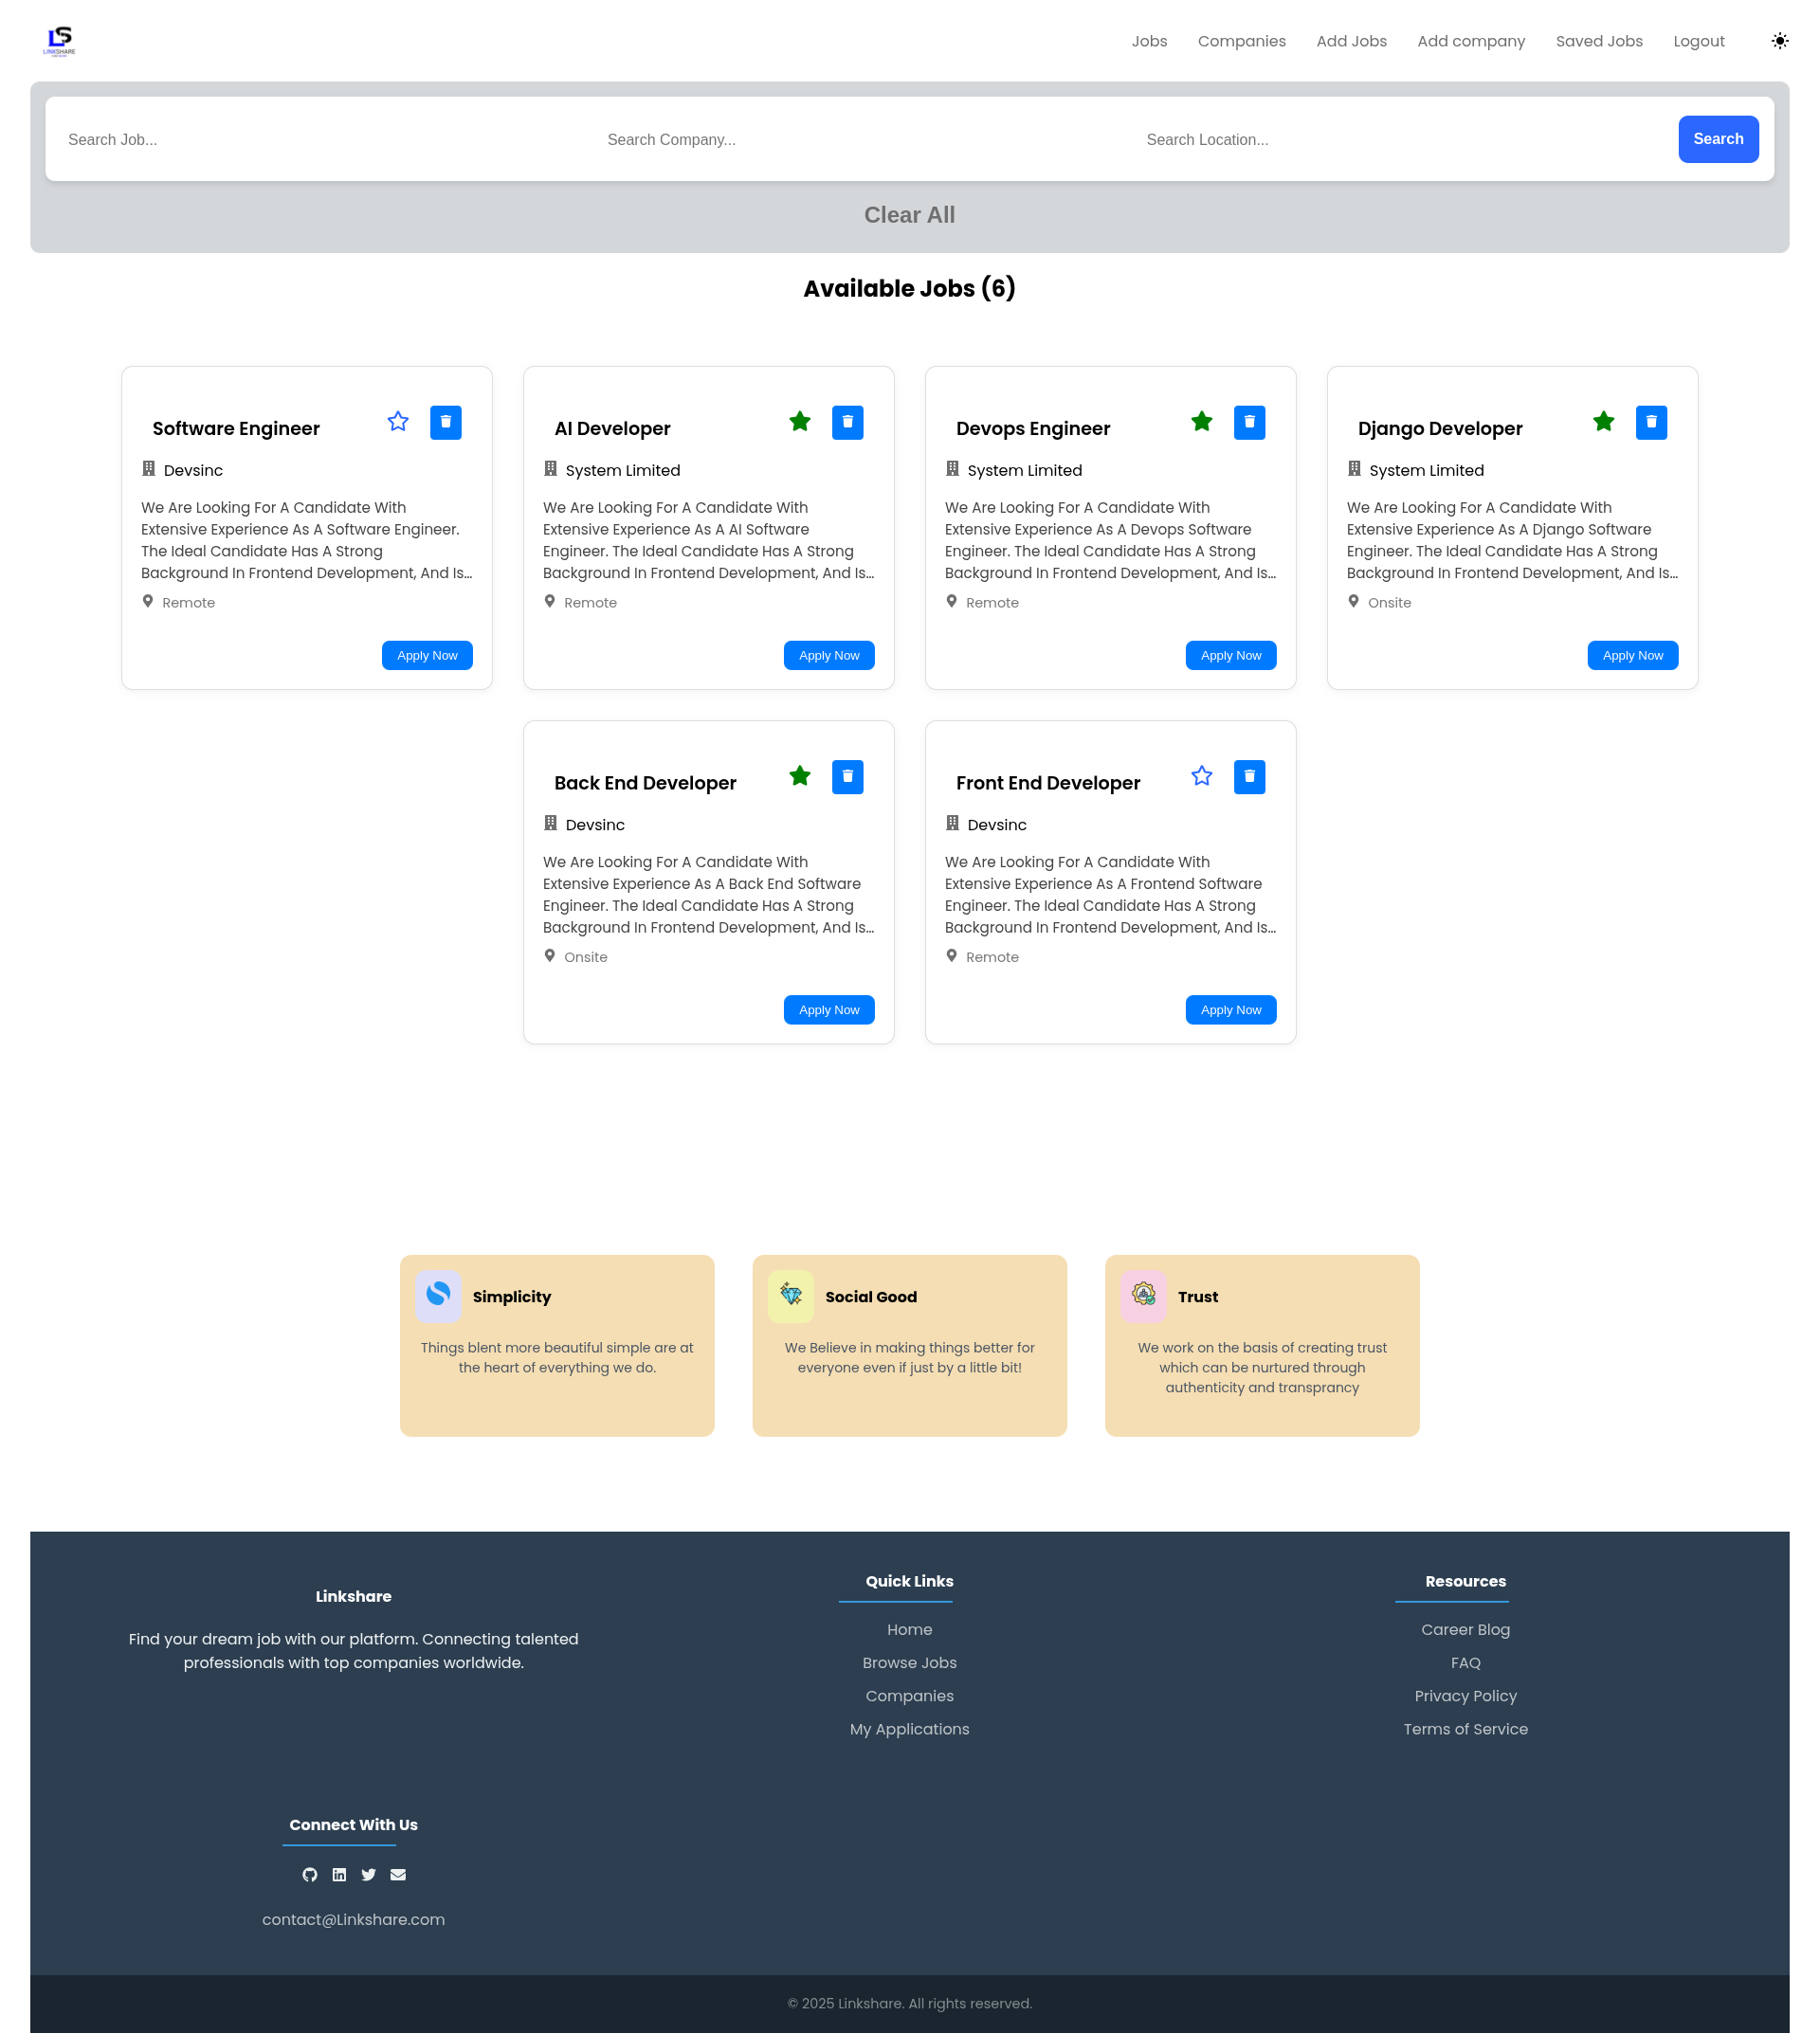 LS
LINKSHARE
Jobs
Companies
Add Jobs
Add company
Saved Jobs
Logout
Search Job...
Search Company...
Search Location...
Search
Clear All
Available Jobs (6)
Software Engineer
Devsinc
We Are Looking For A Candidate With
Extensive Experience As A Software Engineer.
The Ideal Candidate Has A Strong
Background In Frontend Development, And Is...
Remote
Apply Now
AI Developer
System Limited
We Are Looking For A Candidate With
Extensive Experience As A AI Software
Engineer. The Ideal Candidate Has A Strong
Background In Frontend Development, And Is...
Remote
Apply Now
Devops Engineer
System Limited
We Are Looking For A Candidate With
Extensive Experience As A Devops Software
Engineer. The Ideal Candidate Has A Strong
Background In Frontend Development, And Is...
Remote
Apply Now
Django Developer
System Limited
We Are Looking For A Candidate With
Extensive Experience As A Django Software
Engineer. The Ideal Candidate Has A Strong
Background In Frontend Development, And Is...
Onsite
Apply Now
Back End Developer
Devsinc
We Are Looking For A Candidate With
Extensive Experience As A Back End Software
Engineer. The Ideal Candidate Has A Strong
Background In Frontend Development, And Is...
Onsite
Apply Now
Front End Developer
Devsinc
We Are Looking For A Candidate With
Extensive Experience As A Frontend Software
Engineer. The Ideal Candidate Has A Strong
Background In Frontend Development, And Is...
Remote
Apply Now
Simplicity
Things blent more beautiful simple are at
the heart of everything we do.
Social Good
We Believe in making things better for
everyone even if just by a little bit!
Trust
We work on the basis of creating trust
which can be nurtured through
authenticity and transprancy
Linkshare
Find your dream job with our platform. Connecting talented
professionals with top companies worldwide.
Quick Links
Home
Browse Jobs
Companies
My Applications
Resources
Career Blog
FAQ
Privacy Policy
Terms of Service
Connect With Us
contact@Linkshare.com
© 2025 Linkshare. All rights reserved.